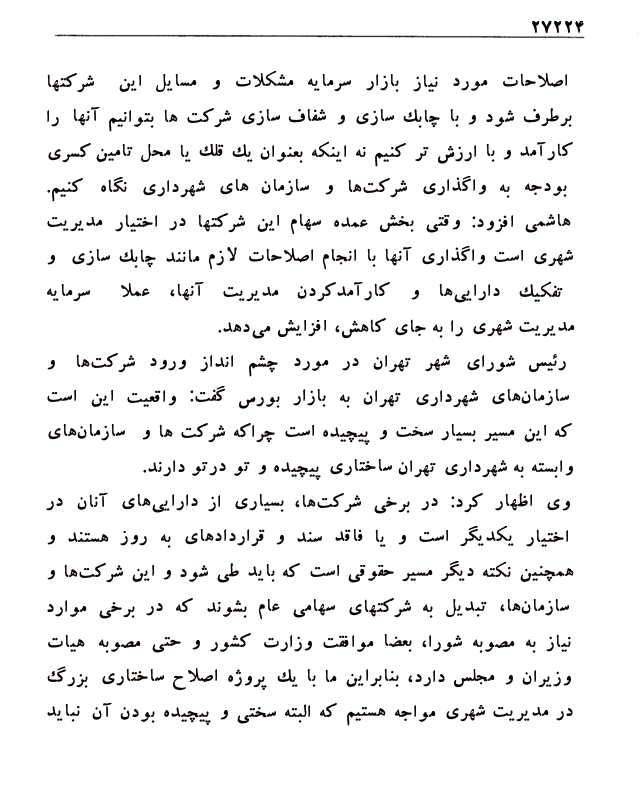 ۲۷۲۲۴
اصلاحات مورد نیاز بازار سرمایه مشکلات و مسایل این شرکتها
برطرف شود و با چابك سازی و شفاف سازی شرکت ها بتوانیم آنها را
کارآمد و با ارزش تر کنیم نه اینکه بعنوان یك قلك یا محل تامین کسری
بودجه به واگذاری شرکت‌ها و سازمان های شهرداری نگاه کنیم.
هاشمی افزود: وقتی بخش عمده سهام این شرکتها در اختیار مدیریت
شهری است واگذاری آنها با انجام اصلاحات لازم مانند چابك سازی و
تفکیك دارایی‌ها و کارآمدکردن مدیریت آنها، عملا سرمایه
مدیریت شهری را به جای کاهش، افزایش می‌دهد.
رئیس شورای شهر تهران در مورد چشم انداز ورود شرکت‌ها و
سازمان‌های شهرداری تهران به بازار بورس گفت: واقعیت این است
که این مسیر بسیار سخت و پیچیده است چراکه شرکت ها و سازمان‌های
وابسته به شهرداری تهران ساختاری پیچیده و تو درتو دارند.
وی اظهار کرد: در برخی شرکت‌ها، بسیاری از دارایی‌های آنان در
اختیار یکدیگر است و یا فاقد سند و قراردادهای به روز هستند و
همچنین نکته دیگر مسیر حقوقی است که باید طی شود و این شرکت‌ها و
سازمان‌ها، تبدیل به شرکتهای سهامی عام بشوند که در برخی موارد
نیاز به مصوبه شورا، بعضا موافقت وزارت کشور و حتی مصوبه هیات
وزیران و مجلس دارد، بنابراین ما با یك پروژه اصلاح ساختاری بزرگ
در مدیریت شهری مواجه هستیم که البته سختی و پیچیده بودن آن نباید